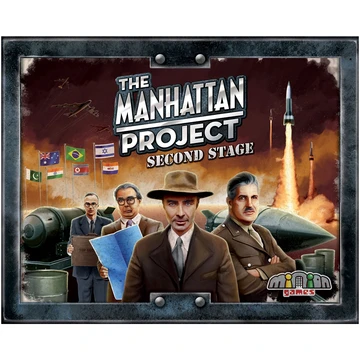 THE
MANHATTAN
PROJECT
SECOND STAGE
MINION
games